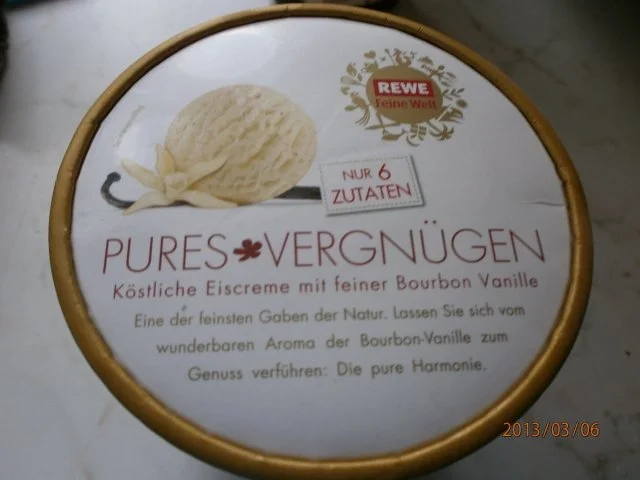 REWE
Feine Welt
NUR 6
ZUTATEN
PURES VERGNÜGEN
Köstliche Eiscreme mit feiner Bourbon Vanille
Eine der feinsten Gaben der Natur. Lassen Sie sich vom
wunderbaren Aroma der Bourbon-Vanille zum
Genuss verführen: Die pure Harmonie.
2013/03/06